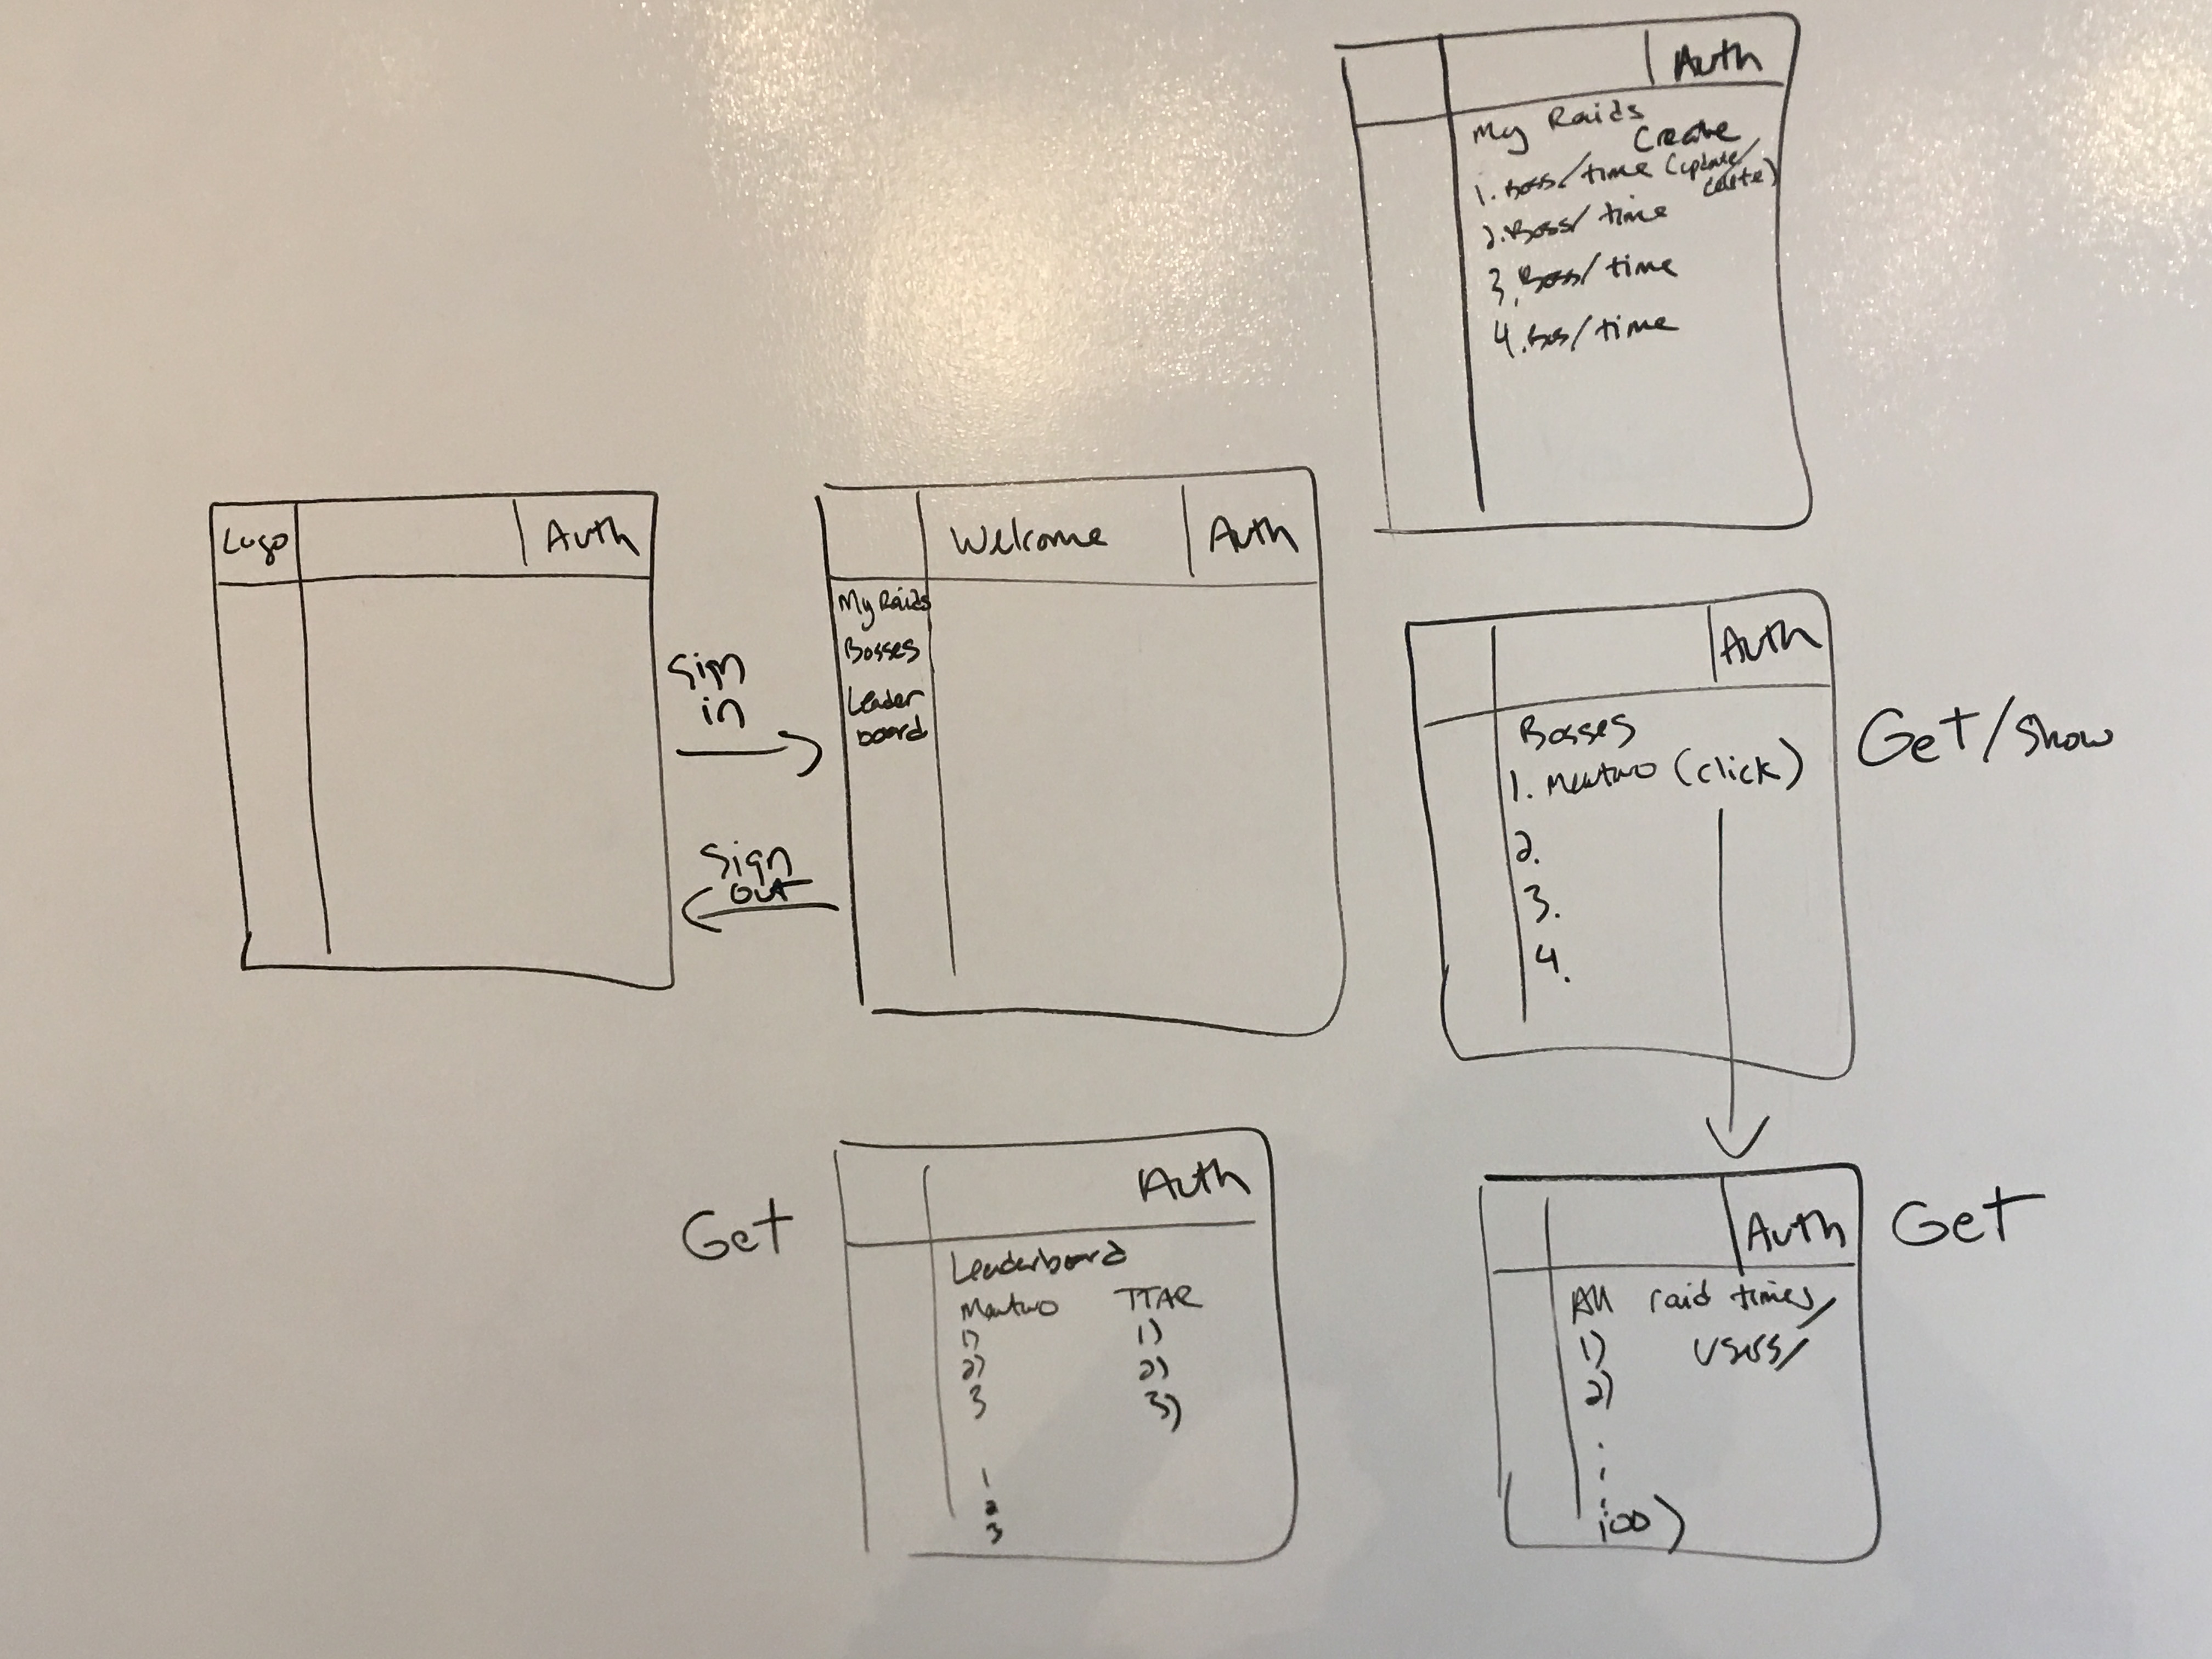 Auth
My Raids
Create
1. Boss/time (update/
delete)
2. Boss/time
3. Boss/time
4. Boss/time
Logo
Auth
Sign
in
Sign
out
Welcome
Auth
My Raids
Bosses
Leader
board
Auth
Bosses
1. Mewtwo (click)
2.
3.
4.
Get/show
Get
Auth
Leaderboard
Mewtwo TTAR
1) 1)
2) 2)
3 3)
1
2
3
Auth
All raid times/
1) users/
2)
100)
Get